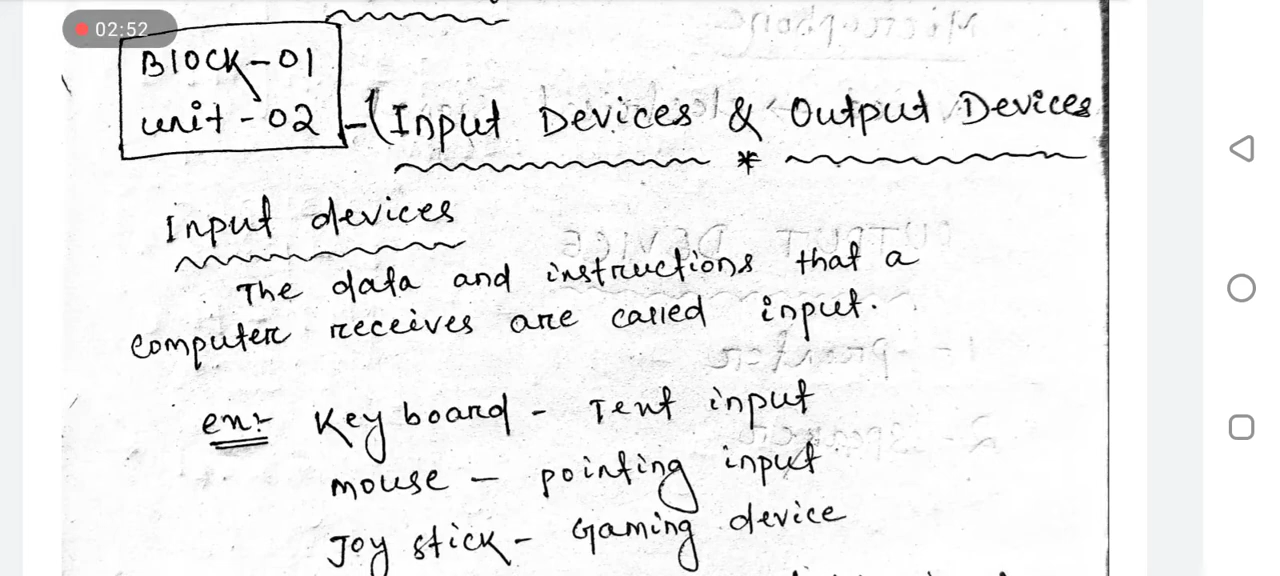 02:52
Block-01
unit-02 - (Input Devices & Output Devices
*
Input devices
The data and instructions that a
computer receives are called input.
ex:- Key board - Text input
mouse - pointing input
Joy stick - Gaming device